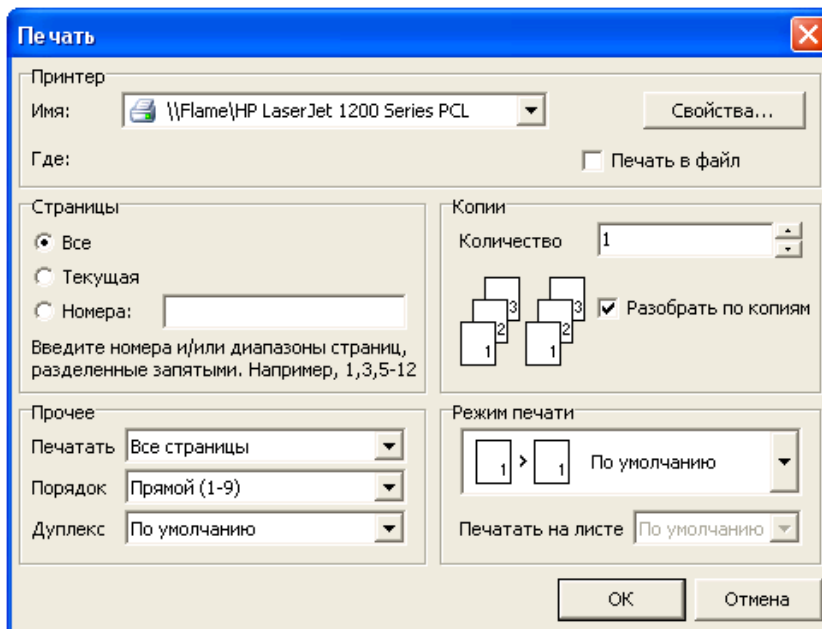 Печать
Принтер
Имя: \\Flame\HP LaserJet 1200 Series PCL Свойства...
Где: Печать в файл
Страницы
Все
Текущая
Номера:
Введите номера и/или диапазоны страниц,
разделенные запятыми. Например, 1,3,5-12
Копии
Количество 1
3 3
2 2
1 1
Разобрать по копиям
Прочее
Печатать Все страницы
Порядок Прямой (1-9)
Дуплекс По умолчанию
Режим печати
1 > 1 По умолчанию
Печатать на листе По умолчанию
ОК Отмена